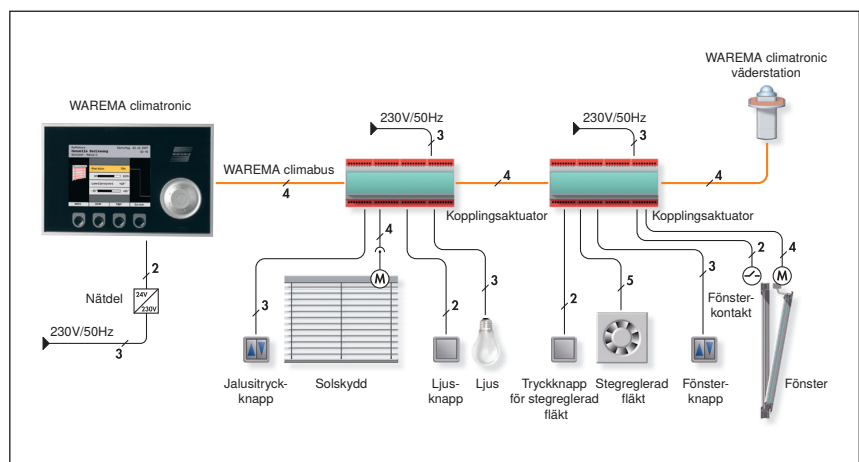 WAREMA climatronic
väderstation
WAREMA climatronic
230V/50Hz
3
230V/50Hz
3
WAREMA climabus
4
4
4
Kopplingsaktuator
Kopplingsaktuator
2
Nätdel
24V
230V
230V/50Hz
3
3
4
M
2
3
2
5
3
2
4
M
Fönster-
kontakt
Jalusitryck-
knapp
Solskydd
Ljus-
knapp
Ljus
Tryckknapp
för stegreglerad
fläkt
Stegreglerad
fläkt
Fönster-
knapp
Fönster